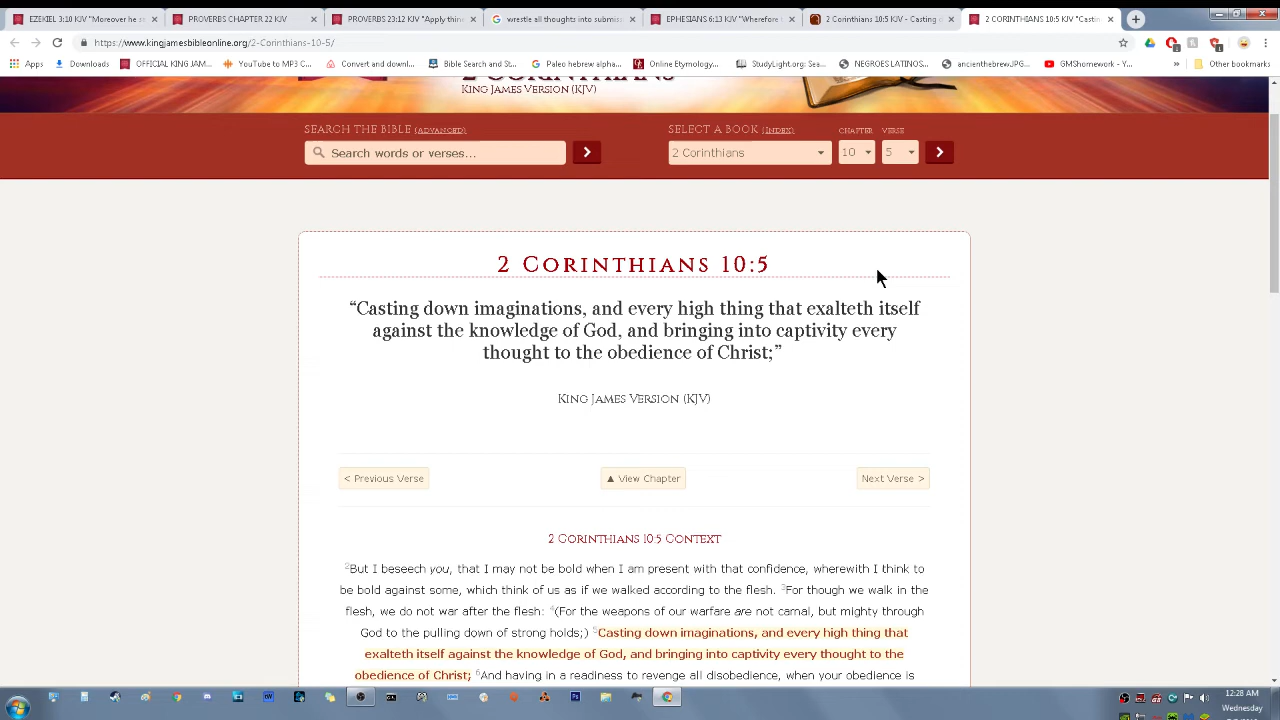 EZEKIEL 3:18 KJV "Moreover he s
PROVERBS CHAPTER 22 KJV
PROVERBS 23:12 KJV "Apply thine
wrestle all thoughts into submiss
EPHESIANS 6:13 KJV "Wherefore
2 Corinthians 10:5 KJV - Casting d
2 CORINTHIANS 10:5 KJV "Castin
https://www.kingjamesbibleonline.org/2-Corinthians-10-5/
Apps
Downloads
OFFICIAL KING JAM...
YouTube to MP3 C...
Convert and downl...
Bible Search and St...
Paleo hebrew alpha...
Online Etymology...
StudyLight.org: Sea...
NEGROES LATINOS...
ancienthebrewJPG...
GMShomework - Y...
»
Other bookmarks
2 CORINTHIANS
KING JAMES VERSION (KJV)
SEARCH THE BIBLE (ADVANCED)
SELECT A BOOK (INDEX)
CHAPTER
VERSE
Search words or verses...
2 Corinthians
10
5
2 CORINTHIANS 10:5
“Casting down imaginations, and every high thing that exalteth itself
against the knowledge of God, and bringing into captivity every
thought to the obedience of Christ;”
KING JAMES VERSION (KJV)
< Previous Verse
▲ View Chapter
Next Verse >
2 CORINTHIANS 10:5 CONTEXT
2But I beseech you, that I may not be bold when I am present with that confidence, wherewith I think to
be bold against some, which think of us as if we walked according to the flesh. 3For though we walk in the
flesh, we do not war after the flesh: 4(For the weapons of our warfare are not carnal, but mighty through
God to the pulling down of strong holds;) 5Casting down imaginations, and every high thing that
exalteth itself against the knowledge of God, and bringing into captivity every thought to the
obedience of Christ; 6And having in a readiness to revenge all disobedience, when your obedience is
12:28 AM
Wednesday